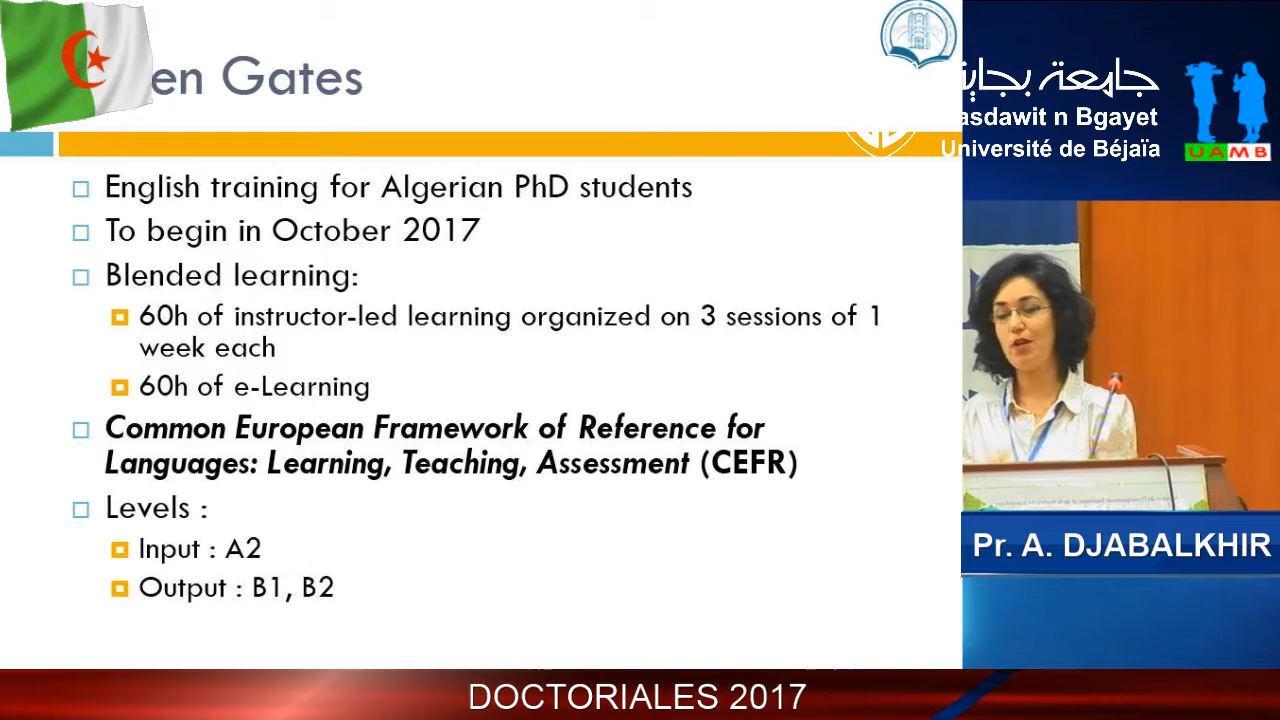 en Gates
English training for Algerian PhD students
To begin in October 2017
Blended learning:
60h of instructor-led learning organized on 3 sessions of 1
week each
60h of e-Learning
Common European Framework of Reference for
Languages: Learning, Teaching, Assessment (CEFR)
Levels :
Input : A2
Output : B1, B2
جامعة بجاية
asdawit n Bgayet
Université de Béjaïa
UAMB
Pr. A. DJABALKHIR
DOCTORIALES 2017